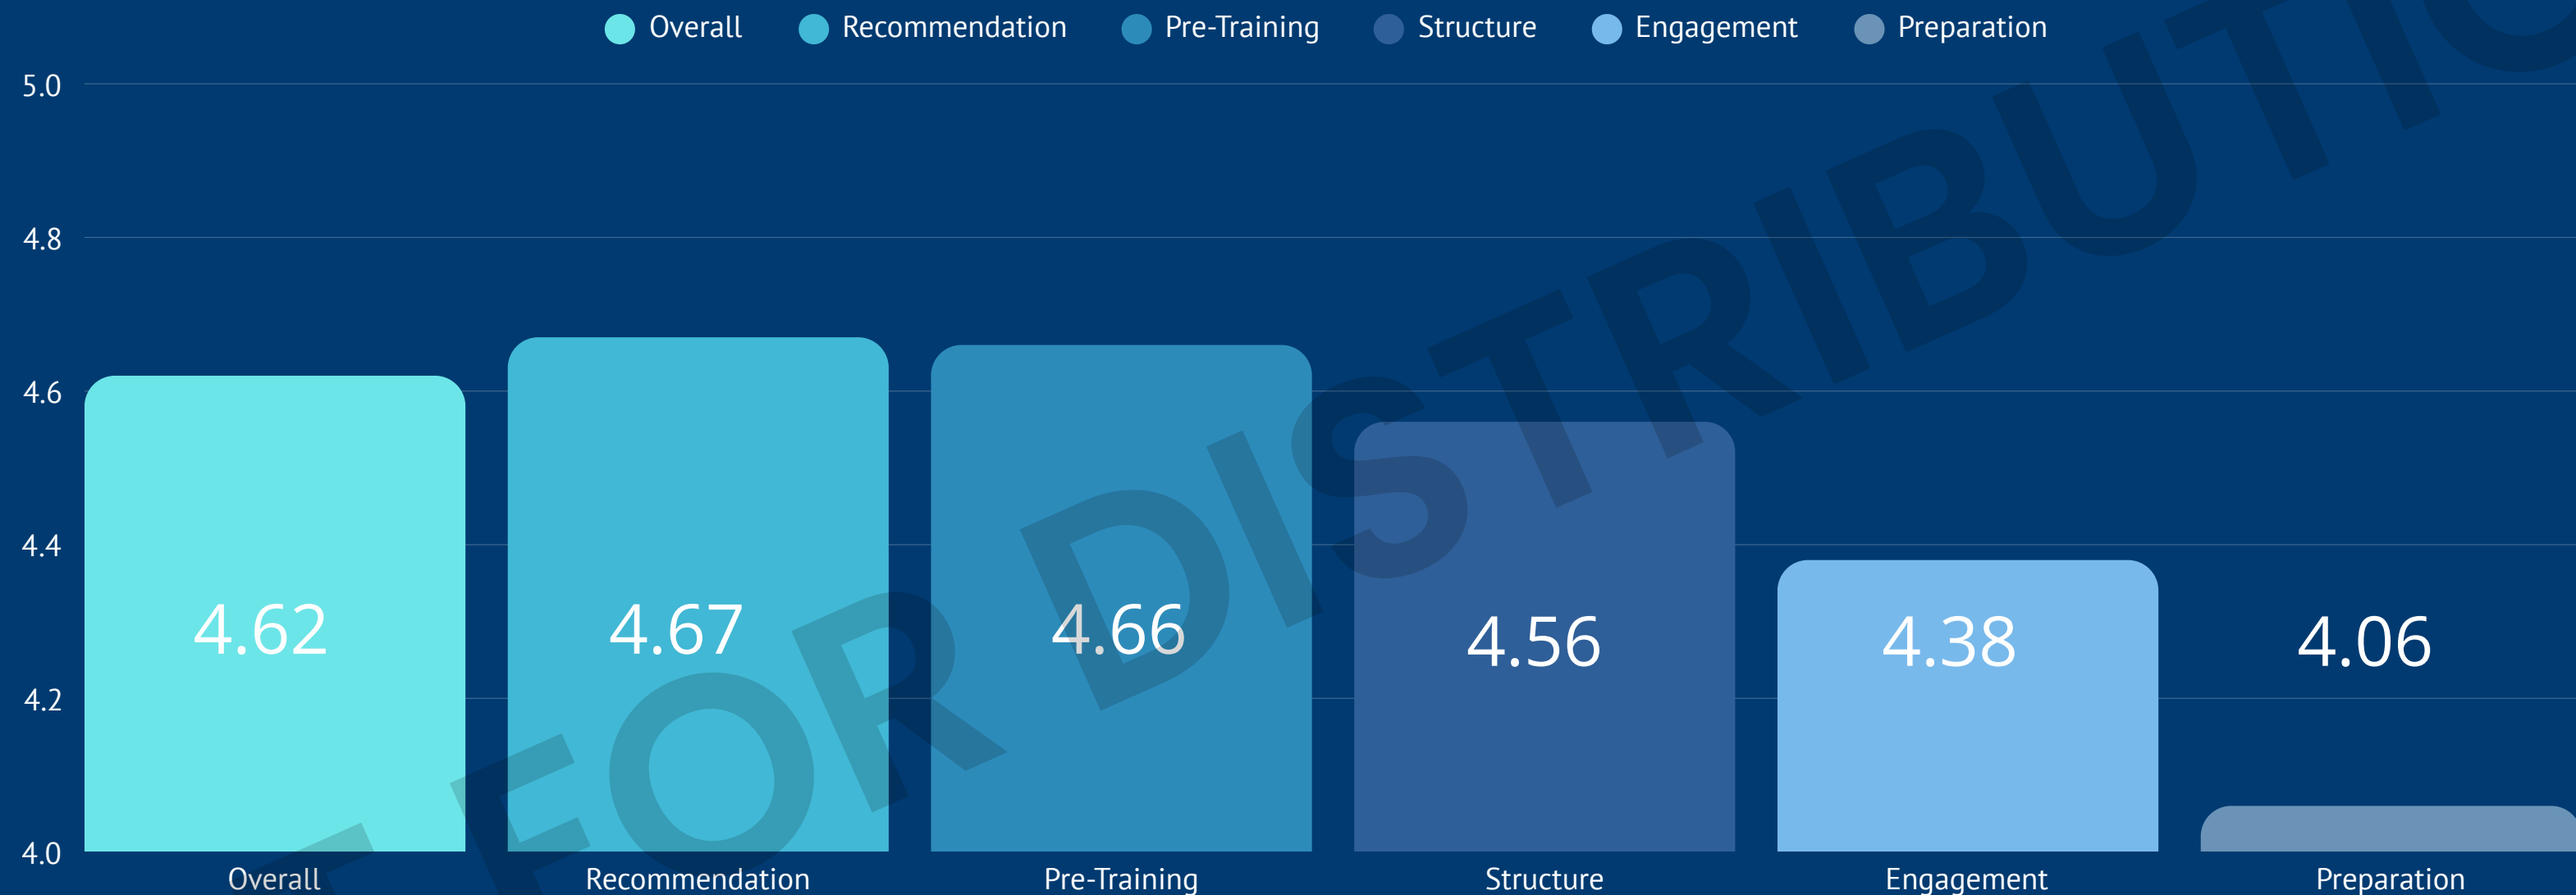 Overall Recommendation Pre-Training Structure Engagement Preparation
5.0
4.8
4.6
4.4
4.2
4.0
4.62 4.67 4.66 4.56 4.38 4.06
Overall Recommendation Pre-Training Structure Engagement Preparation
FOR